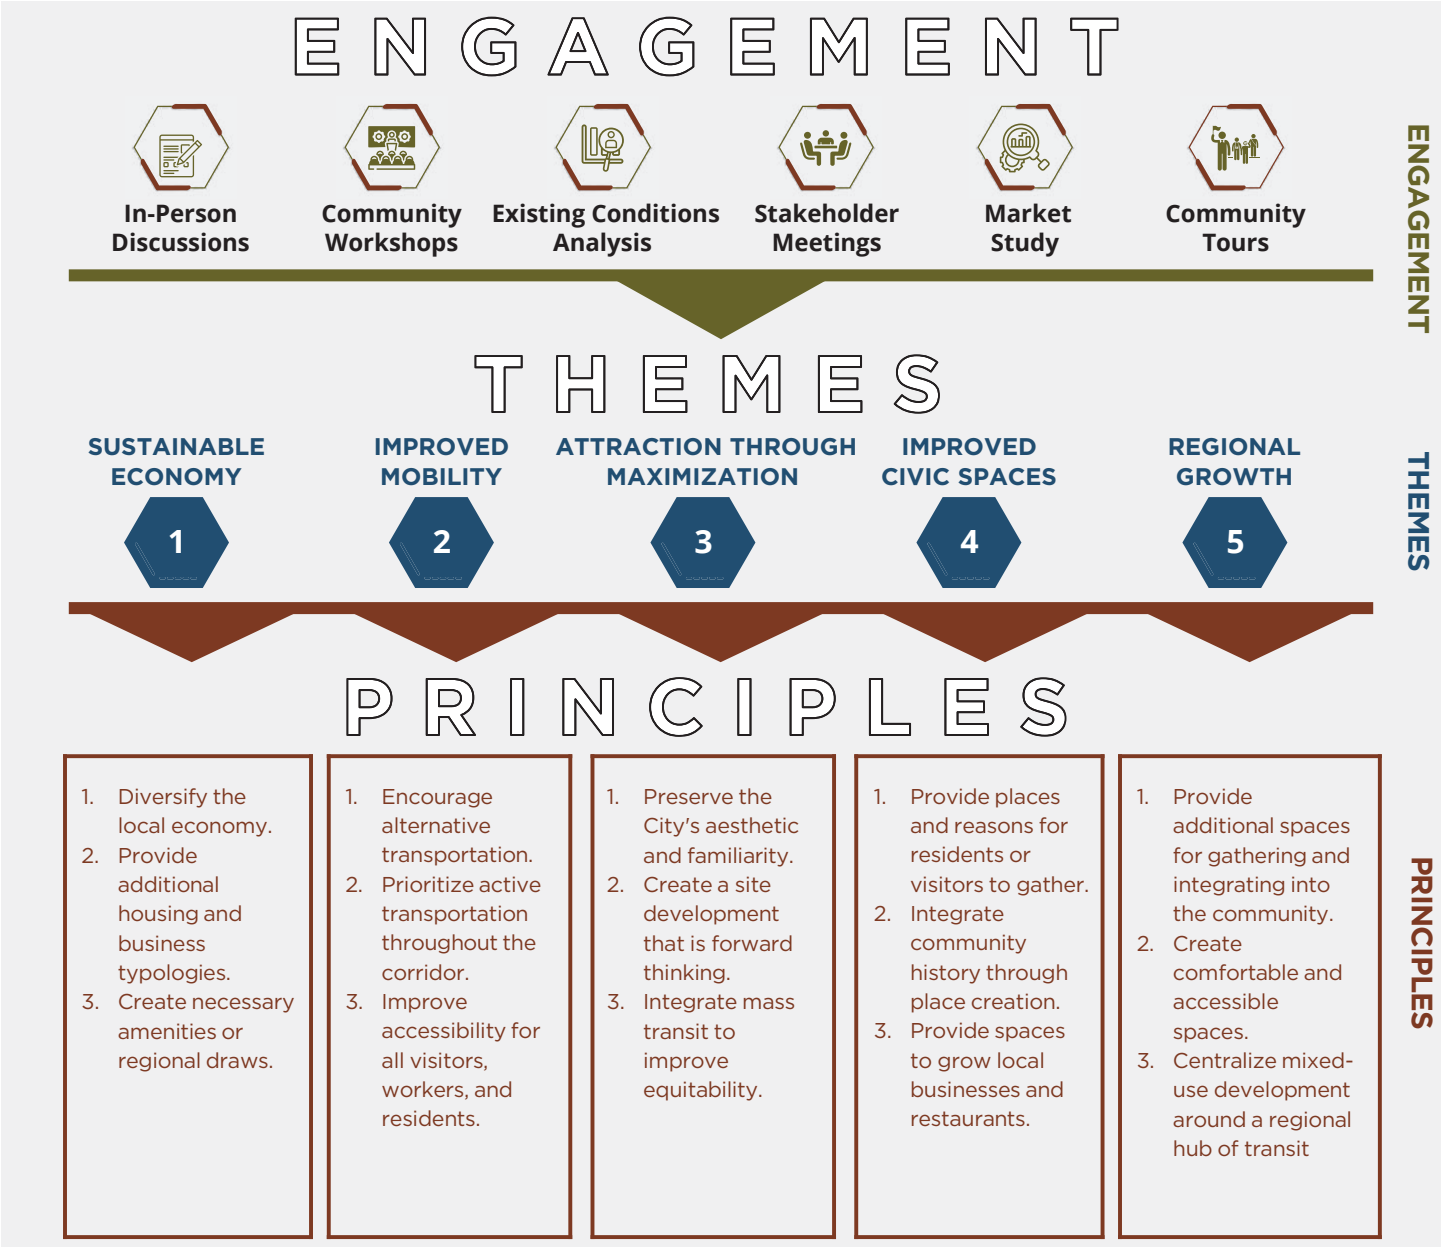 ENGAGEMENT
In-Person
Discussions
Community
Workshops
Existing Conditions
Analysis
Stakeholder
Meetings
Market
Study
Community
Tours
ENGAGEMENT
THEMES
SUSTAINABLE
ECONOMY
1
IMPROVED
MOBILITY
2
ATTRACTION THROUGH
MAXIMIZATION
3
IMPROVED
CIVIC SPACES
4
REGIONAL
GROWTH
5
THEMES
PRINCIPLES
1. Diversify the
local economy.
2. Provide
additional
housing and
business
typologies.
3. Create necessary
amenities or
regional draws.
1. Encourage
alternative
transportation.
2. Prioritize active
transportation
throughout the
corridor.
3. Improve
accessibility for
all visitors,
workers, and
residents.
1. Preserve the
City's aesthetic
and familiarity.
2. Create a site
development
that is forward
thinking.
3. Integrate mass
transit to
improve
equitability.
1. Provide places
and reasons for
residents or
visitors to gather.
2. Integrate
community
history through
place creation.
3. Provide spaces
to grow local
businesses and
restaurants.
1. Provide
additional spaces
for gathering and
integrating into
the community.
2. Create
comfortable and
accessible
spaces.
3. Centralize mixed-
use development
around a regional
hub of transit
PRINCIPLES